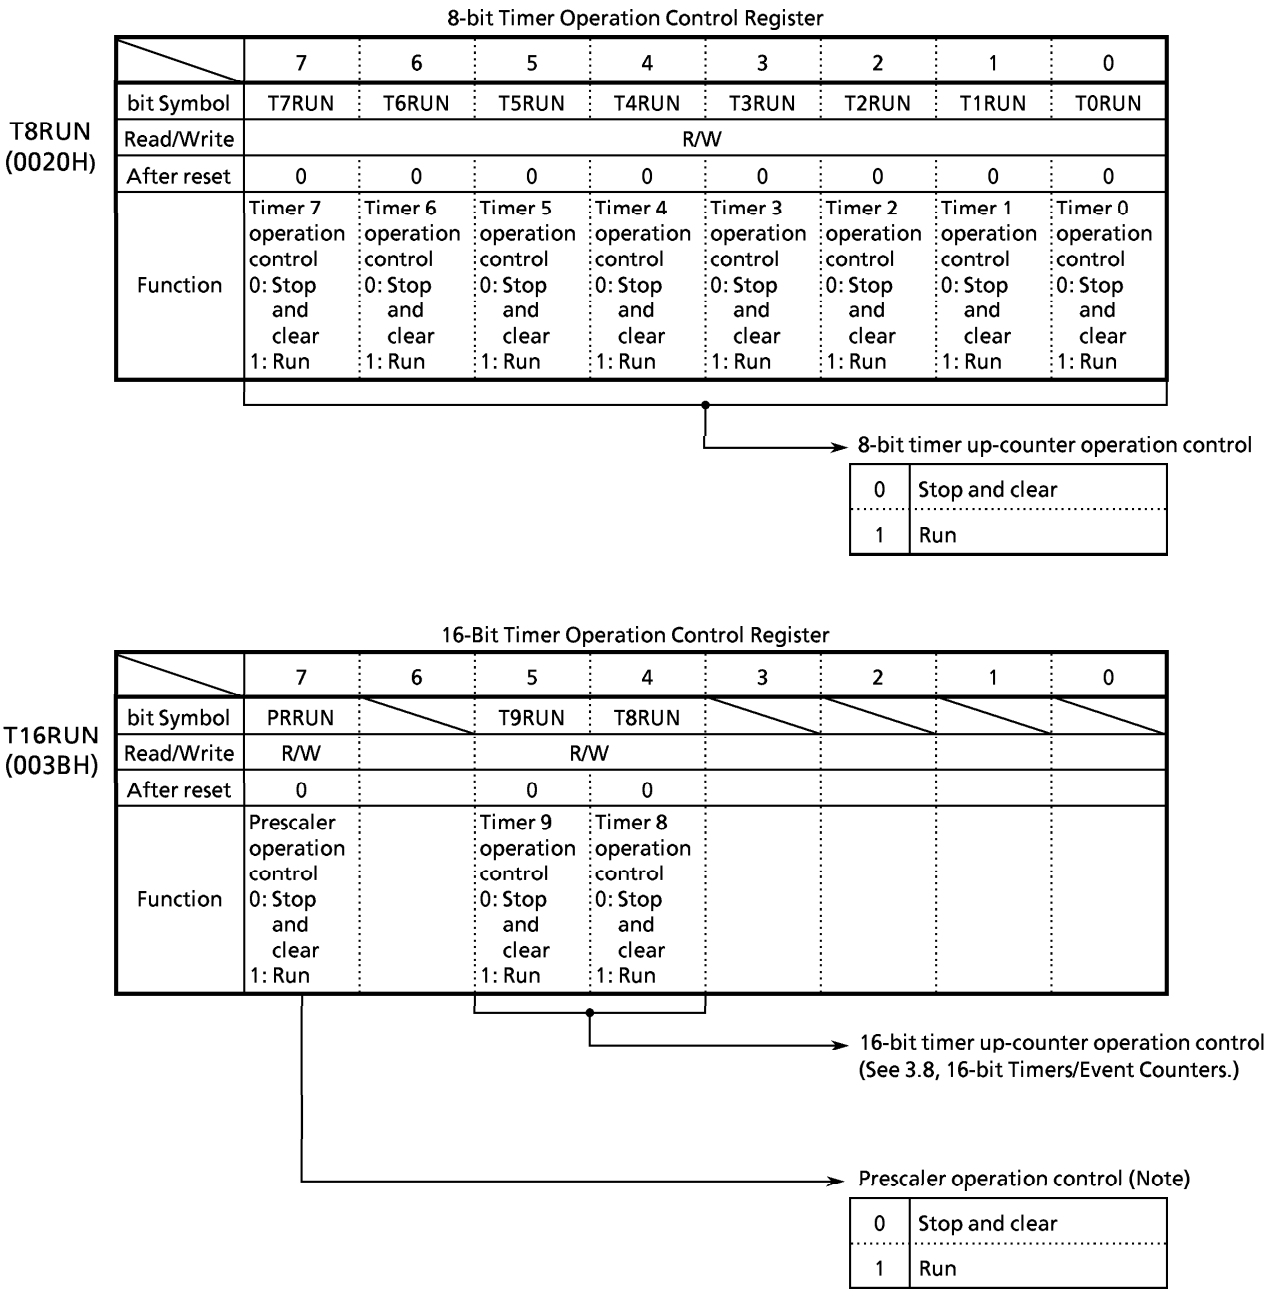 8-bit Timer Operation Control Register
7 6 5 4 3 2 1 0
bit Symbol T7RUN T6RUN T5RUN T4RUN T3RUN T2RUN T1RUN T0RUN
T8RUN
(0020H)
Read/Write R/W
After reset 0 0 0 0 0 0 0 0
Function
Timer 7 Timer 6 Timer 5 Timer 4 Timer 3 Timer 2 Timer 1 Timer 0
operation operation operation operation operation operation operation operation
control control control control control control control control
0: Stop 0: Stop 0: Stop 0: Stop 0: Stop 0: Stop 0: Stop 0: Stop
and and and and and and and and
clear clear clear clear clear clear clear clear
1: Run 1: Run 1: Run 1: Run 1: Run 1: Run 1: Run 1: Run
8-bit timer up-counter operation control
0 Stop and clear
1 Run
16-Bit Timer Operation Control Register
7 6 5 4 3 2 1 0
bit Symbol PRRUN T9RUN T8RUN
T16RUN
(003BH)
Read/Write R/W R/W
After reset 0 0 0
Function
Prescaler Timer 9 Timer 8
operation operation operation
control control control
0: Stop 0: Stop 0: Stop
and and and
clear clear clear
1: Run 1: Run 1: Run
16-bit timer up-counter operation control
(See 3.8, 16-bit Timers/Event Counters.)
Prescaler operation control (Note)
0 Stop and clear
1 Run